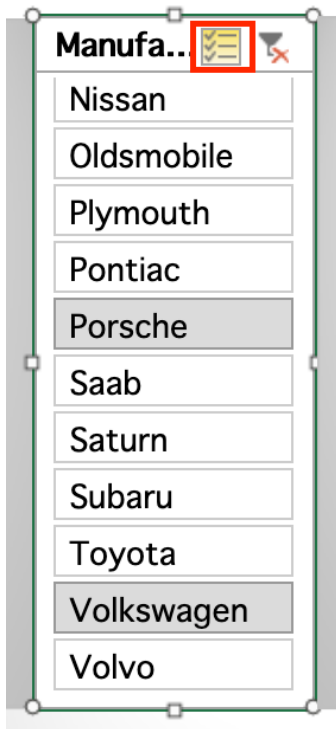 Manufa...
Nissan
Oldsmobile
Plymouth
Pontiac
Porsche
Saab
Saturn
Subaru
Toyota
Volkswagen
Volvo